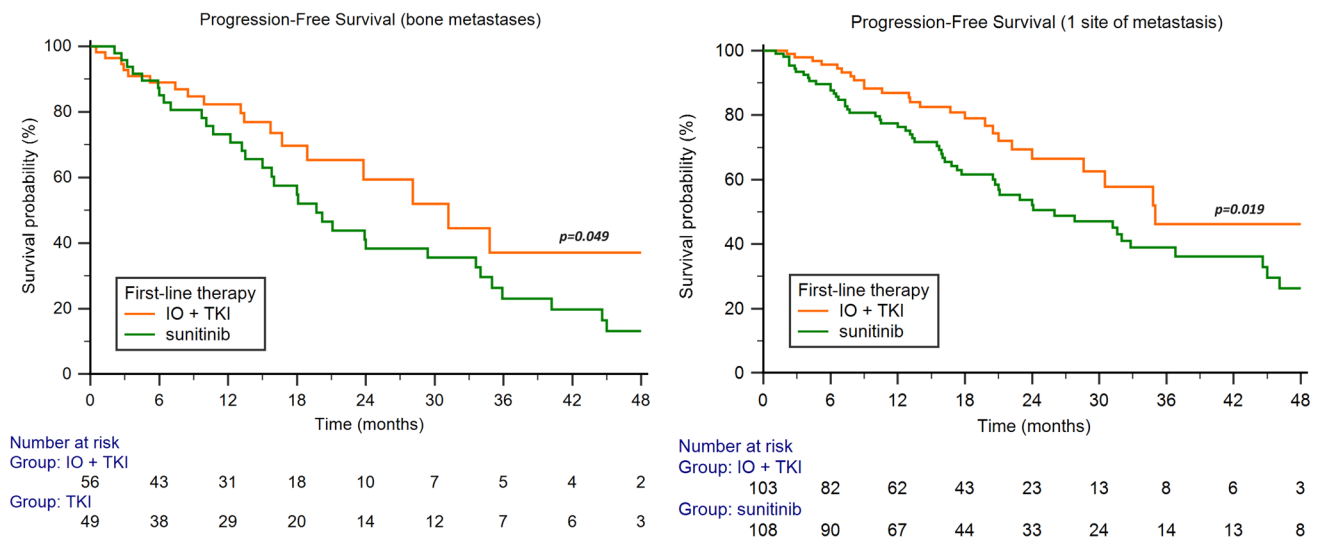 Progression-Free Survival (bone metastases)
Survival probability (%)
100
80
60
40
20
0
p=0.049
First-line therapy
IO + TKI
sunitinib
0 6 12 18 24 30 36 42 48
Time (months)
Number at risk
Group: IO + TKI
56 43 31 18 10 7 5 4 2
Group: TKI
49 38 29 20 14 12 7 6 3
Progression-Free Survival (1 site of metastasis)
Survival probability (%)
100
80
60
40
20
0
p=0.019
First-line therapy
IO + TKI
sunitinib
0 6 12 18 24 30 36 42 48
Time (months)
Number at risk
Group: IO + TKI
103 82 62 43 23 13 8 6 3
Group: sunitinib
108 90 67 44 33 24 14 13 8